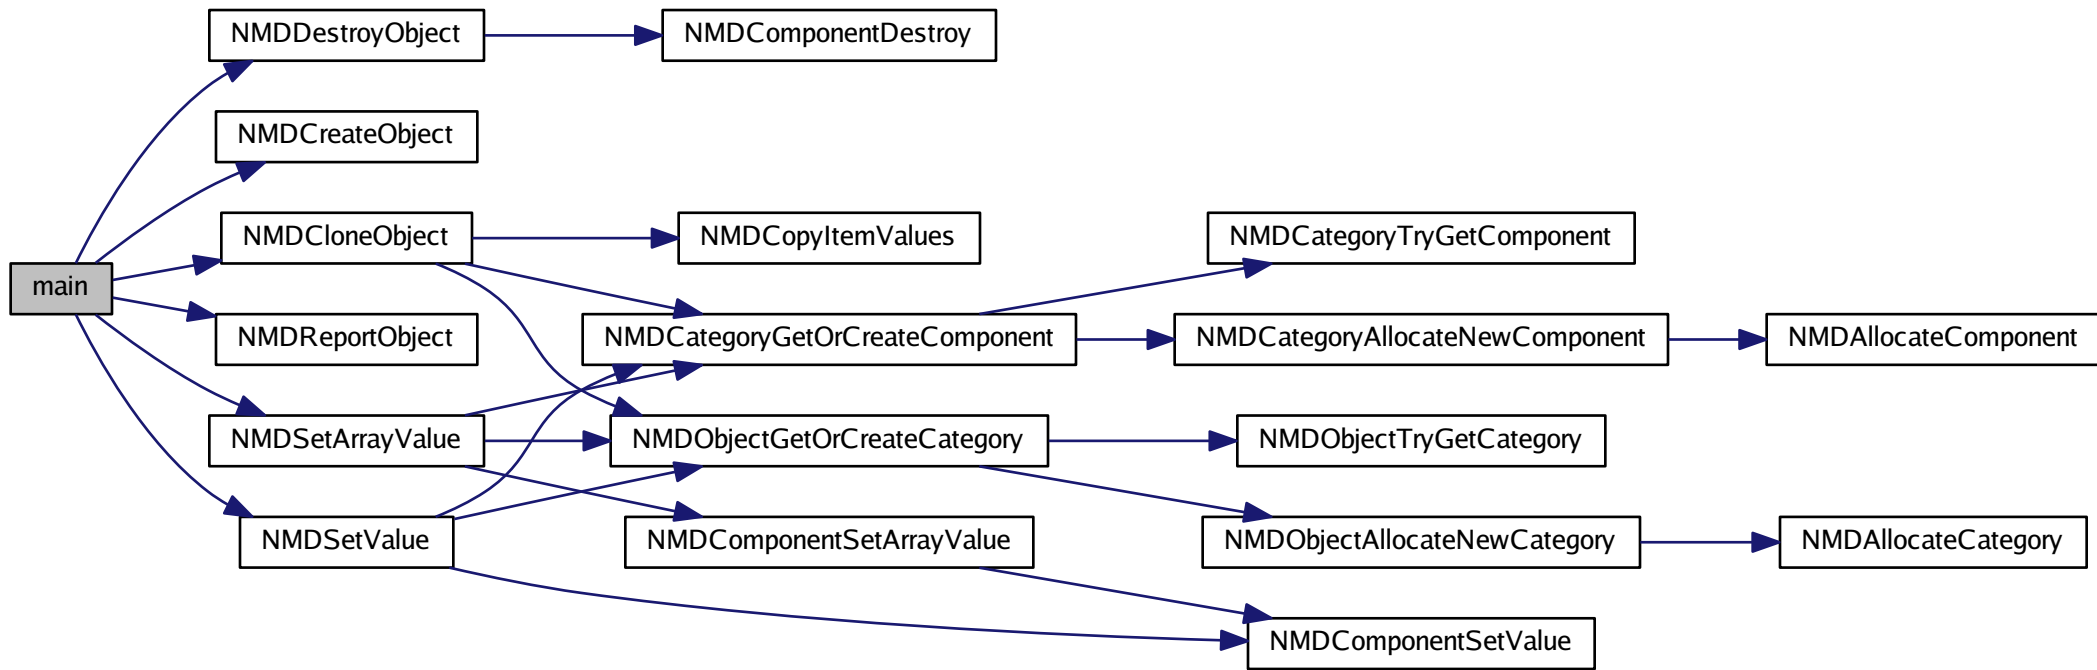 NMDDestroyObject
NMDComponentDestroy
NMDCreateObject
NMDCloneObject
NMDCopyItemValues
NMDCategoryTryGetComponent
main
NMDReportObject
NMDCategoryGetOrCreateComponent
NMDCategoryAllocateNewComponent
NMDAllocateComponent
NMDSetArrayValue
NMDObjectGetOrCreateCategory
NMDObjectTryGetCategory
NMDSetValue
NMDComponentSetArrayValue
NMDObjectAllocateNewCategory
NMDAllocateCategory
NMDComponentSetValue